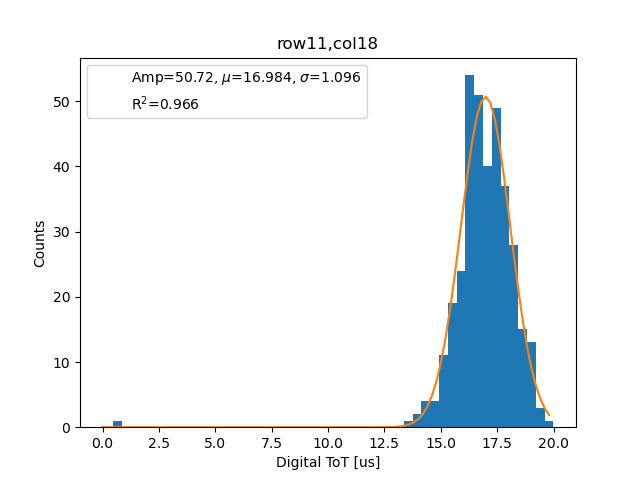 row11,col18
Amp=50.72, μ=16.984, σ=1.096
R²=0.966
Counts
50
40
30
20
10
0
0.0 2.5 5.0 7.5 10.0 12.5 15.0 17.5 20.0
Digital ToT [us]